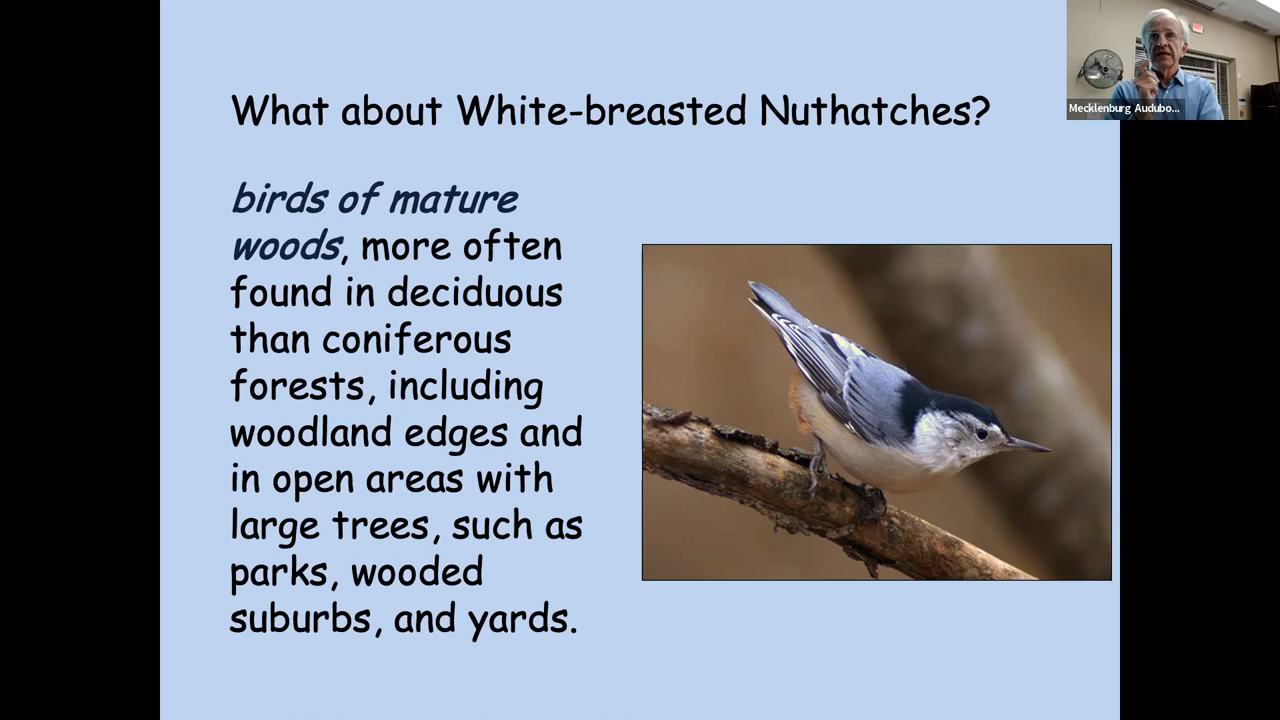 What about White-breasted Nuthatches?
birds of mature
woods, more often
found in deciduous
than coniferous
forests, including
woodland edges and
in open areas with
large trees, such as
parks, wooded
suburbs, and yards.
Mecklenburg Audubo...